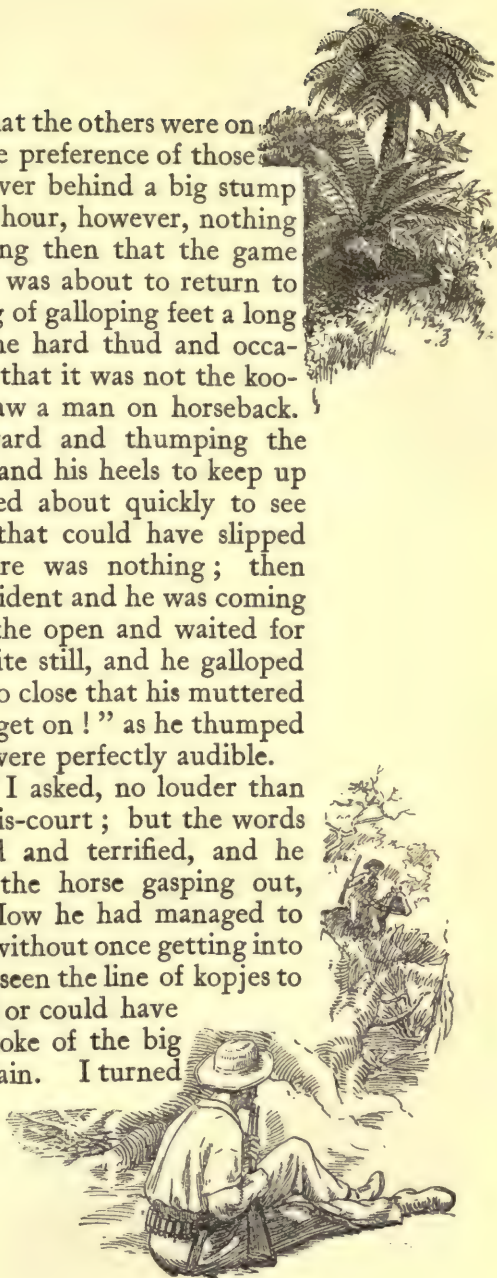 at the others were on
e preference of those
ver behind a big stump
hour, however, nothing
ng then that the game
was about to return to
g of galloping feet a long
ne hard thud and occa-
that it was not the koo-
aw a man on horseback.
ard and thumping the
and his heels to keep up
ed about quickly to see
that could have slipped
re was nothing; then
ident and he was coming
the open and waited for
ite still, and he galloped
o close that his muttered
get on ! ” as he thumped
were perfectly audible.
I asked, no louder than
is-court; but the words
l and terrified, and he
the horse gasping out,
How he had managed to
without once getting into
seen the line of kopjes to
or could have
oke of the big
ain. I turned